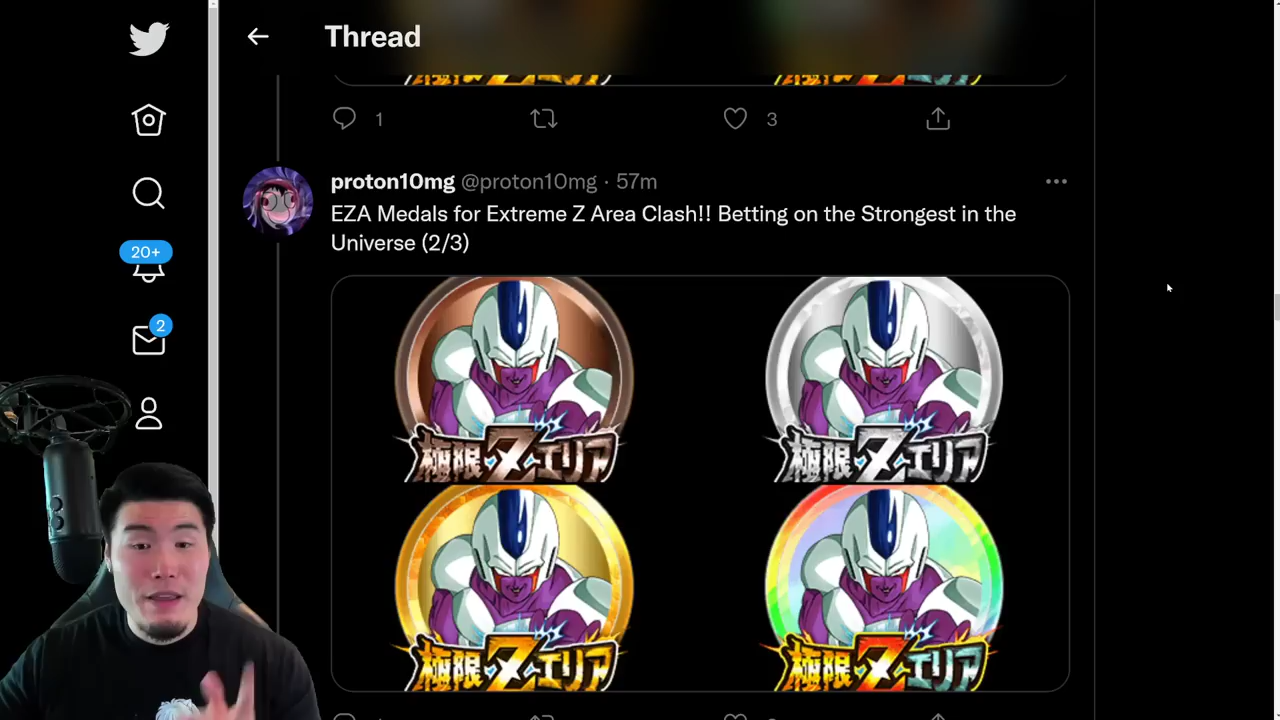 Thread
1
3
proton10mg @proton10mg · 57m
EZA Medals for Extreme Z Area Clash!! Betting on the Strongest in the
Universe (2/3)
20+
2
極限Zエリア
極限Zエリア
極限Zエリア
極限Zエリア